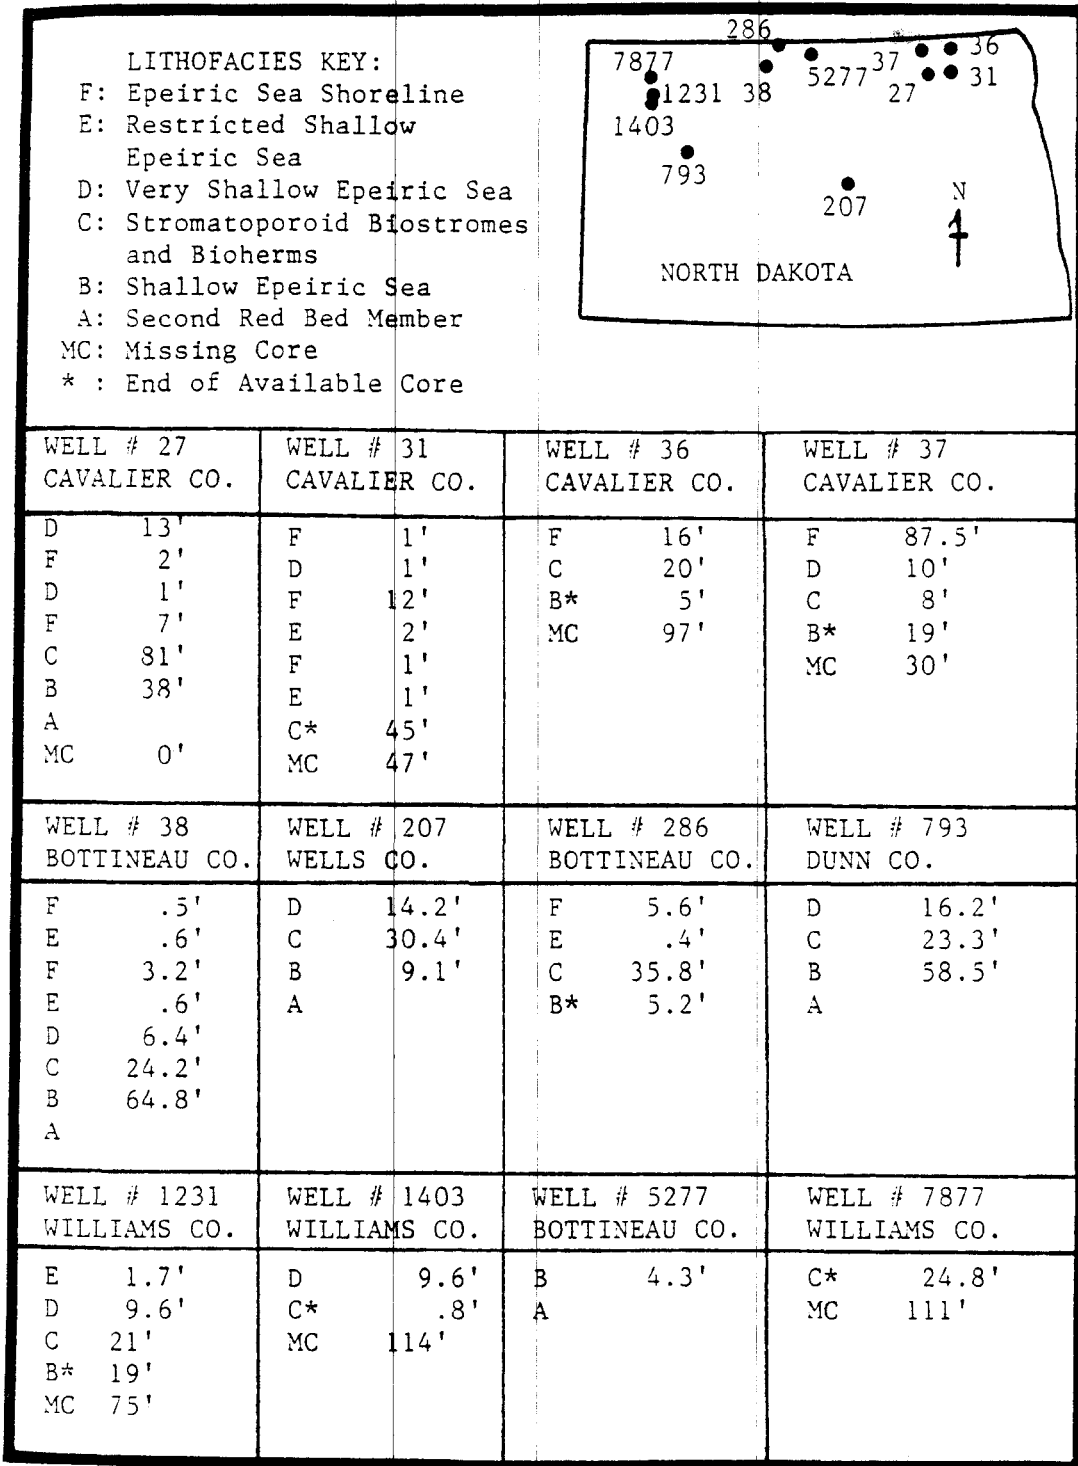 LITHOFACIES KEY:
F: Epeiric Sea Shoreline
E: Restricted Shallow
Epeiric Sea
D: Very Shallow Epeiric Sea
C: Stromatoporoid Biostromes
and Bioherms
B: Shallow Epeiric Sea
A: Second Red Bed Member
MC: Missing Core
* : End of Available Core
286
7877
1231
38
5277
37
36
27
31
1403
793
207
N
NORTH DAKOTA
WELL # 27
CAVALIER CO.
D 13'
F 2'
D 1'
F 7'
C 81'
B 38'
A
MC 0'
WELL # 31
CAVALIER CO.
F 1'
D 1'
F 12'
E 2'
F 1'
E 1'
C* 45'
MC 47'
WELL # 36
CAVALIER CO.
F 16'
C 20'
B* 5'
MC 97'
WELL # 37
CAVALIER CO.
F 87.5'
D 10'
C 8'
B* 19'
MC 30'
WELL # 38
BOTTINEAU CO.
F .5'
E .6'
F 3.2'
E .6'
D 6.4'
C 24.2'
B 64.8'
A
WELL # 207
WELLS CO.
D 14.2'
C 30.4'
B 9.1'
A
WELL # 286
BOTTINEAU CO.
F 5.6'
E .4'
C 35.8'
B* 5.2'
WELL # 793
DUNN CO.
D 16.2'
C 23.3'
B 58.5'
A
WELL # 1231
WILLIAMS CO.
E 1.7'
D 9.6'
C 21'
B* 19'
MC 75'
WELL # 1403
WILLIAMS CO.
D 9.6'
C* .8'
MC 114'
WELL # 5277
BOTTINEAU CO.
B 4.3'
A
WELL # 7877
WILLIAMS CO.
C* 24.8'
MC 111'